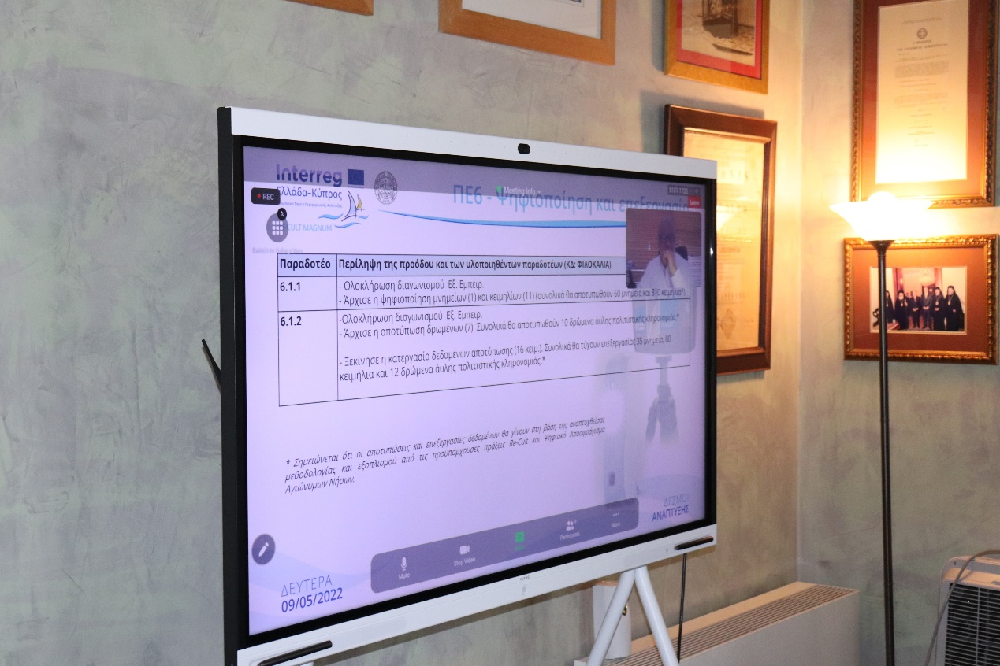 Interreg
Ελλάδα-Κύπρος
REC
CULT MAGNUM
Meeting Info
ΠΕ6 - Ψηφιοποίηση και επεξεργασία
Leave
Παραδοτέο
Περίληψη της προόδου και των υλοποιηθέντων παραδοτέων (ΚΔ: ΦΙΛΟΚΑΛΙΑ)
6.1.1
- Ολοκλήρωση διαγωνισμού Εξ. Εμπειρ.
- Άρχισε η ψηφιοποίηση μνημείων (1) και κειμηλίων (11) (συνολικά θα αποτυπωθούν 60 μνημεία και 310 κειμήλια*)
6.1.2
-Ολοκλήρωση διαγωνισμού Εξ. Εμπειρ.
- Άρχισε η αποτύπωση δρωμένων (7). Συνολικά θα αποτυπωθούν 10 δρώμενα άυλης πολιτιστικής κληρονομιάς.*
- Ξεκίνησε η κατεργασία δεδομένων αποτύπωσης (16 κειμ.). Συνολικά θα τύχουν επεξεργασίας 35 μνημεία, 80
κειμήλια και 12 δρώμενα άυλης πολιτιστικής κληρονομιάς.*
* Σημειώνεται ότι οι αποτυπώσεις και επεξεργασίες δεδομένων θα γίνουν στη βάση της αναπτυχθείσας
μεθοδολογίας και εξοπλισμού από τις προϋπάρχουσες πράξεις Re-Cult και Ψηφιακό Αποσφράγισμα
Αγιώνυμων Νήσων.
ΔΕΣΜΟΙ
ΑΝΑΠΤΥΞΗΣ
Mute
Stop Video
Participants
More
ΔΕΥΤΕΡΑ
09/05/2022
HUAWEI